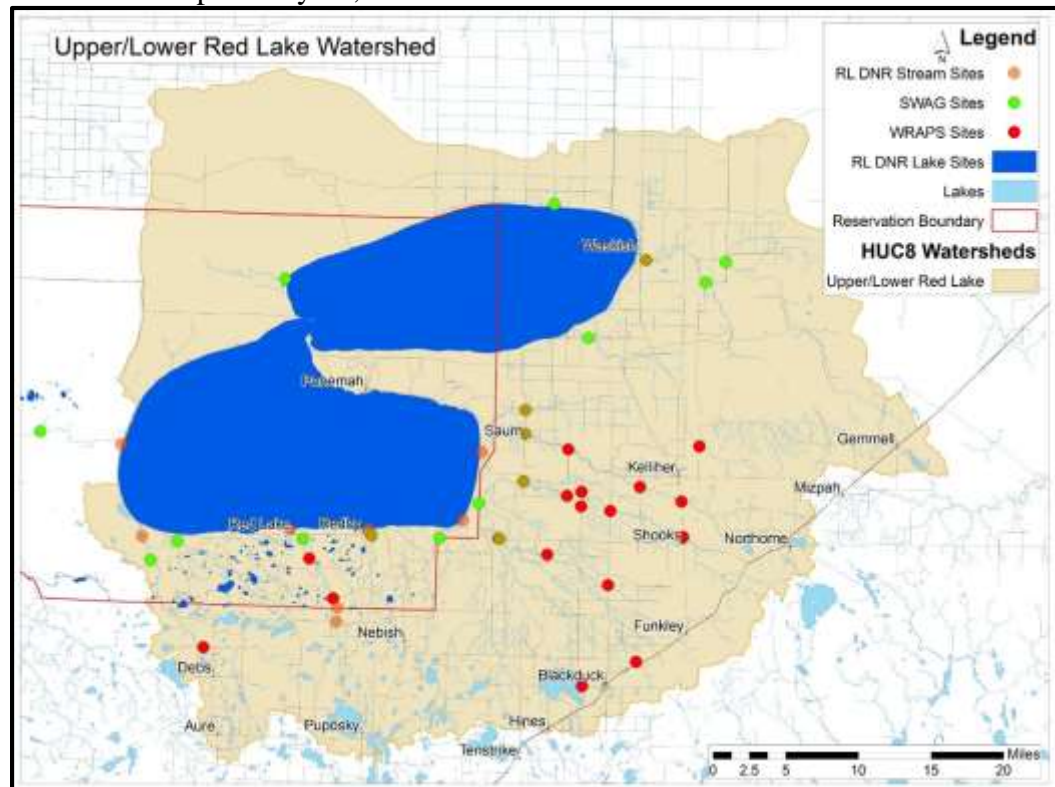 Upper/Lower Red Lake Watershed
Legend
N
RL DNR Stream Sites
SWAG Sites
WRAPS Sites
RL DNR Lake Sites
Lakes
Reservation Boundary
HUC8 Watersheds
Upper/Lower Red Lake
Waskish
Ponemah
Saum
Gemmell
Kelliher
Mizpah
Red Lake
Redby
Shooks
Northome
Nebish
Funkley
Debs
Blackduck
Aure
Puposky
Hines
Tenstrike
Miles
0 2.5 5 10 15 20